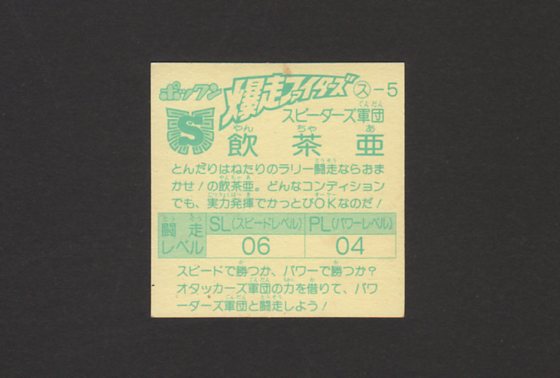 ポックン 爆走ファイターズ ス-5
S
スピーダーズ軍団
飲茶亜
とんだりはねたりのラリー闘走ならおま
かせ!の飲茶亜。どんなコンディション
でも、実力発揮でかっとびOKなのだ!
闘走レベル
SL(スピードレベル) PL(パワーレベル)
06 04
スピードで勝つか、パワーで勝つか?
オタッカーズ軍団の力を借りて、パワ
ーダーズ軍団と闘走しよう!